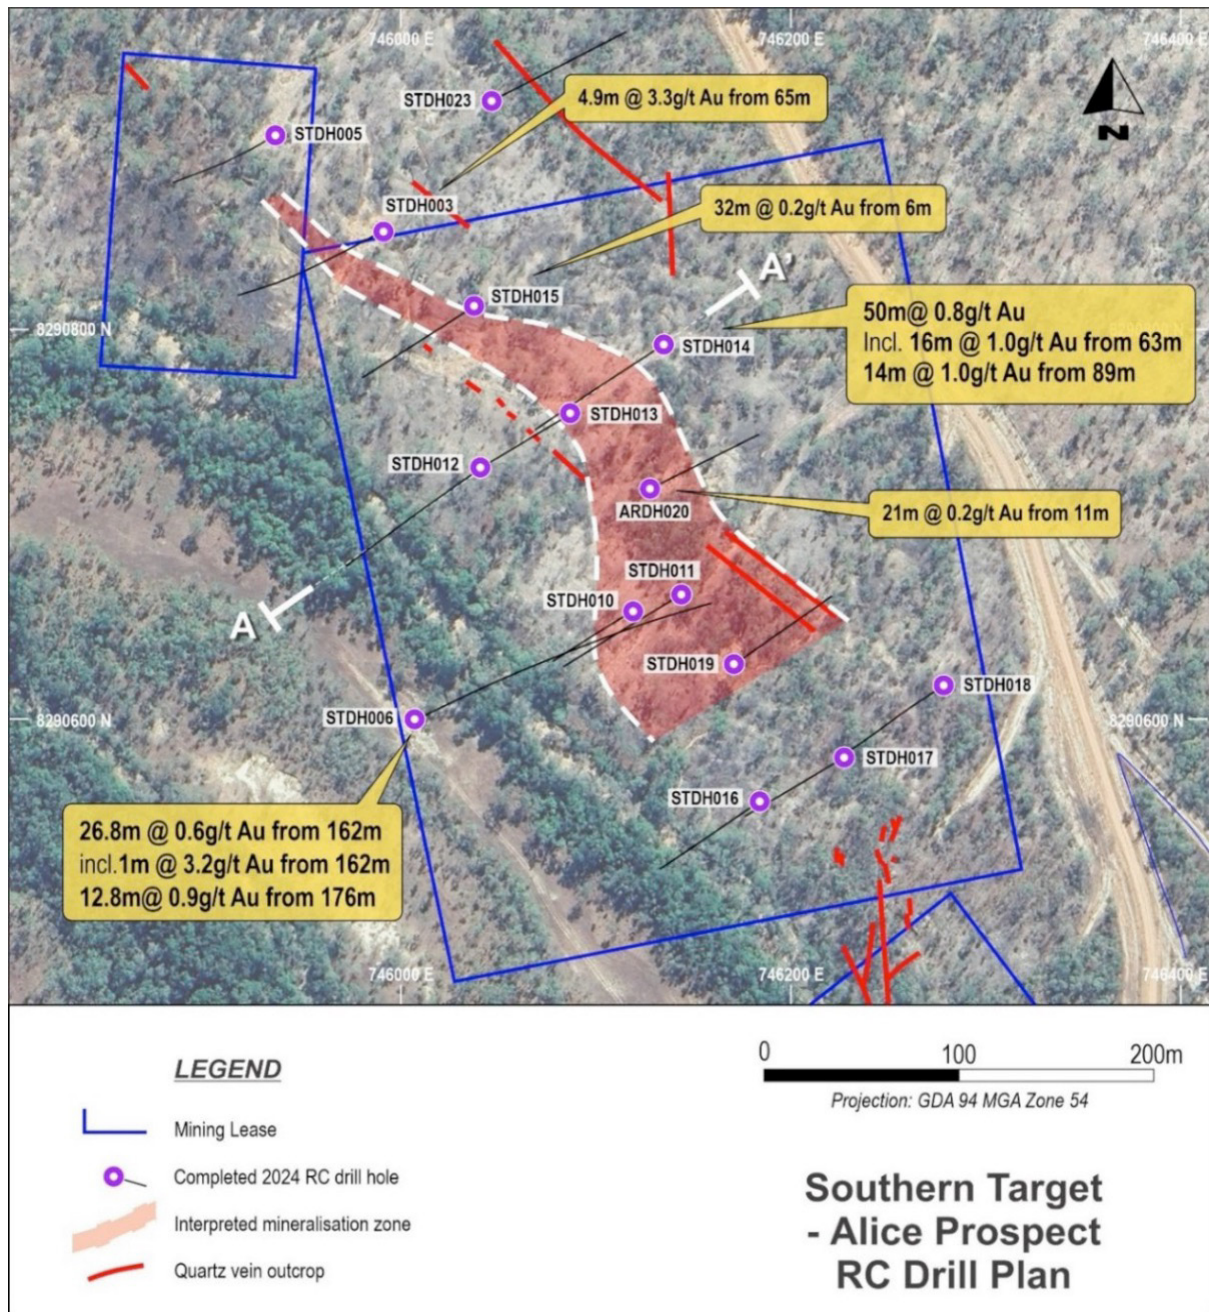 746000 E
746200 E
746400 E
N
STDH023
4.9m @ 3.3g/t Au from 65m
STDH005
STDH003
32m @ 0.2g/t Au from 6m
A'
STDH015
50m@ 0.8g/t Au
Incl. 16m @ 1.0g/t Au from 63m
14m @ 1.0g/t Au from 89m
8290800 N
STDH014
STDH013
STDH012
ARDH020
21m @ 0.2g/t Au from 11m
STDH011
STDH010
A
STDH019
STDH018
STDH006
8290600 N
8290600 N
STDH017
STDH016
26.8m @ 0.6g/t Au from 162m
incl.1m @ 3.2g/t Au from 162m
12.8m@ 0.9g/t Au from 176m
746000 E
746200 E
746400 E
LEGEND
Mining Lease
Completed 2024 RC drill hole
Interpreted mineralisation zone
Quartz vein outcrop
0 100 200m
Projection: GDA 94 MGA Zone 54
Southern Target
- Alice Prospect
RC Drill Plan